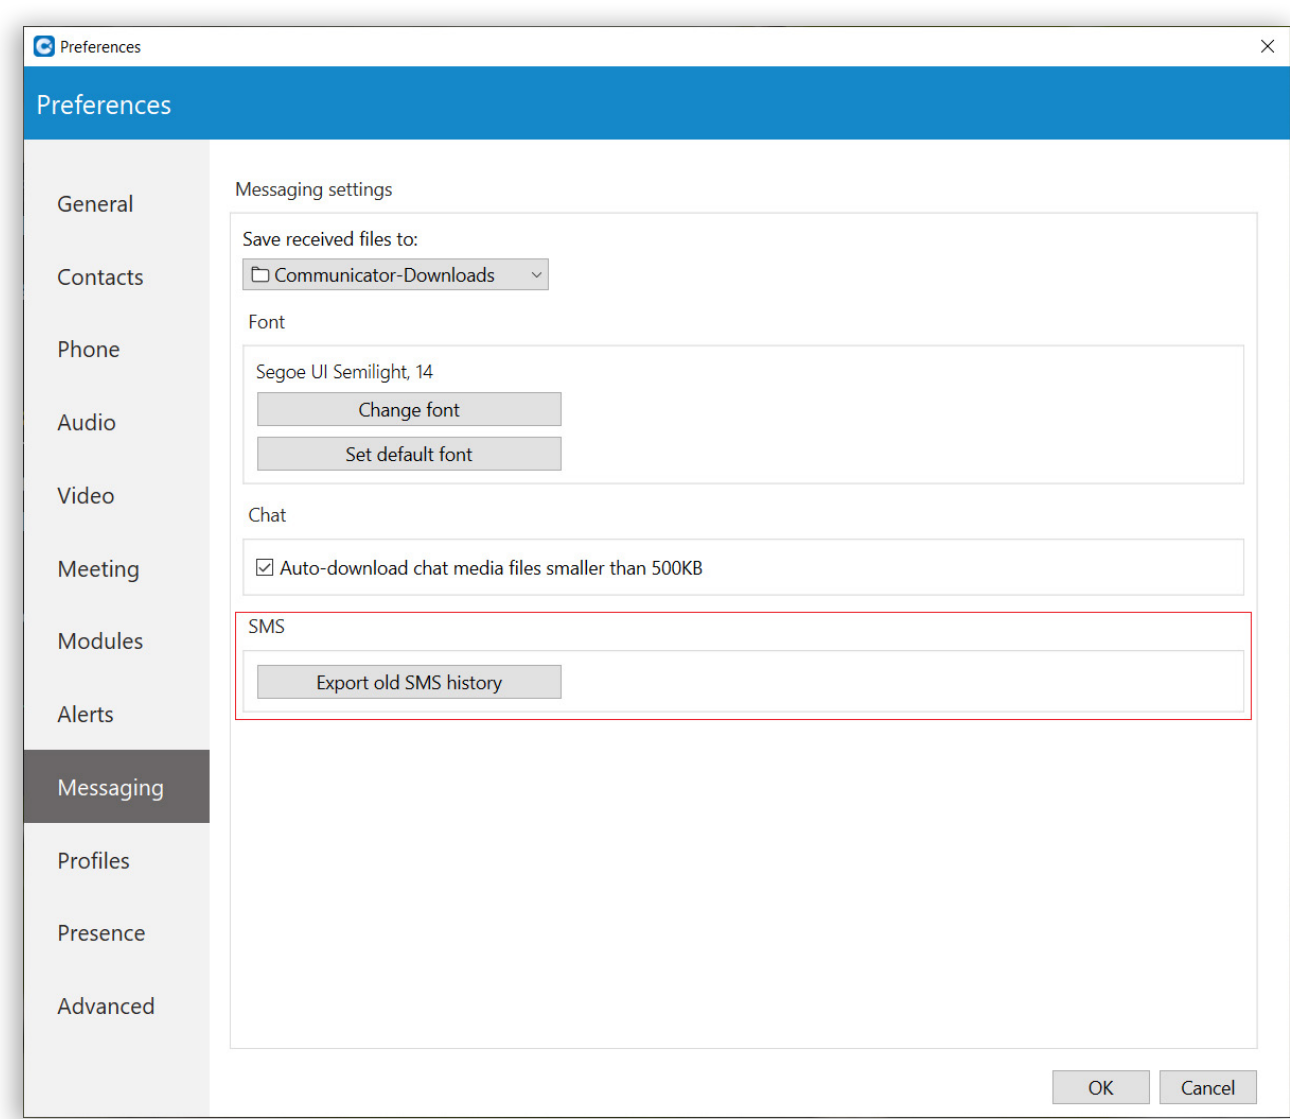 Preferences
Preferences
General
Contacts
Phone
Audio
Video
Meeting
Modules
Alerts
Messaging
Profiles
Presence
Advanced
Messaging settings
Save received files to:
Communicator-Downloads
Font
Segoe UI Semilight, 14
Change font
Set default font
Chat
Auto-download chat media files smaller than 500KB
SMS
Export old SMS history
OK
Cancel